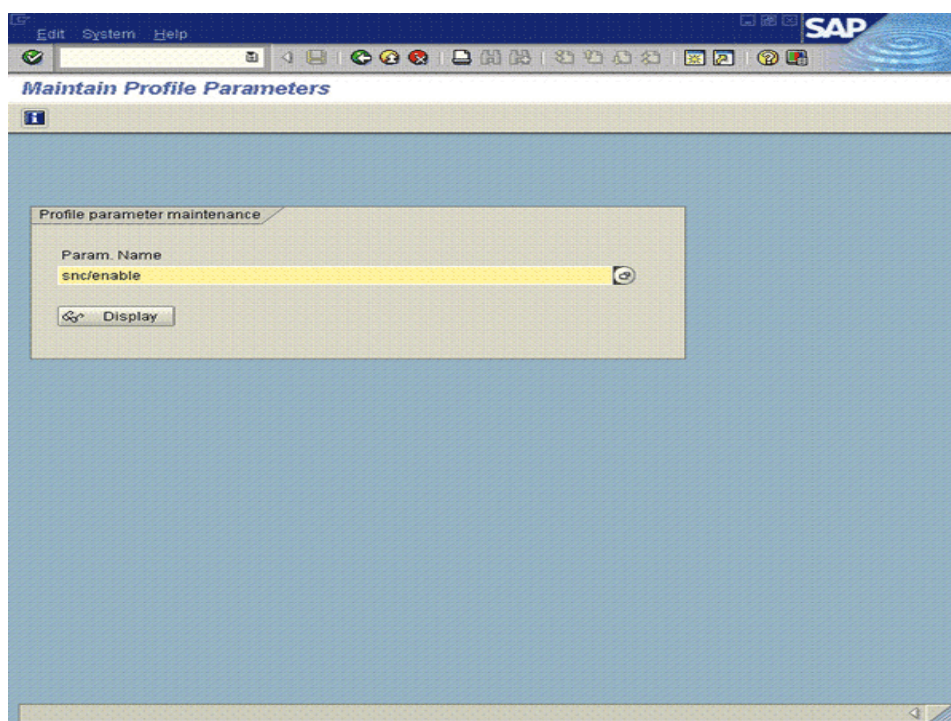 Edit System Help
SAP
Maintain Profile Parameters
Profile parameter maintenance
Param. Name
snc/enable
Display